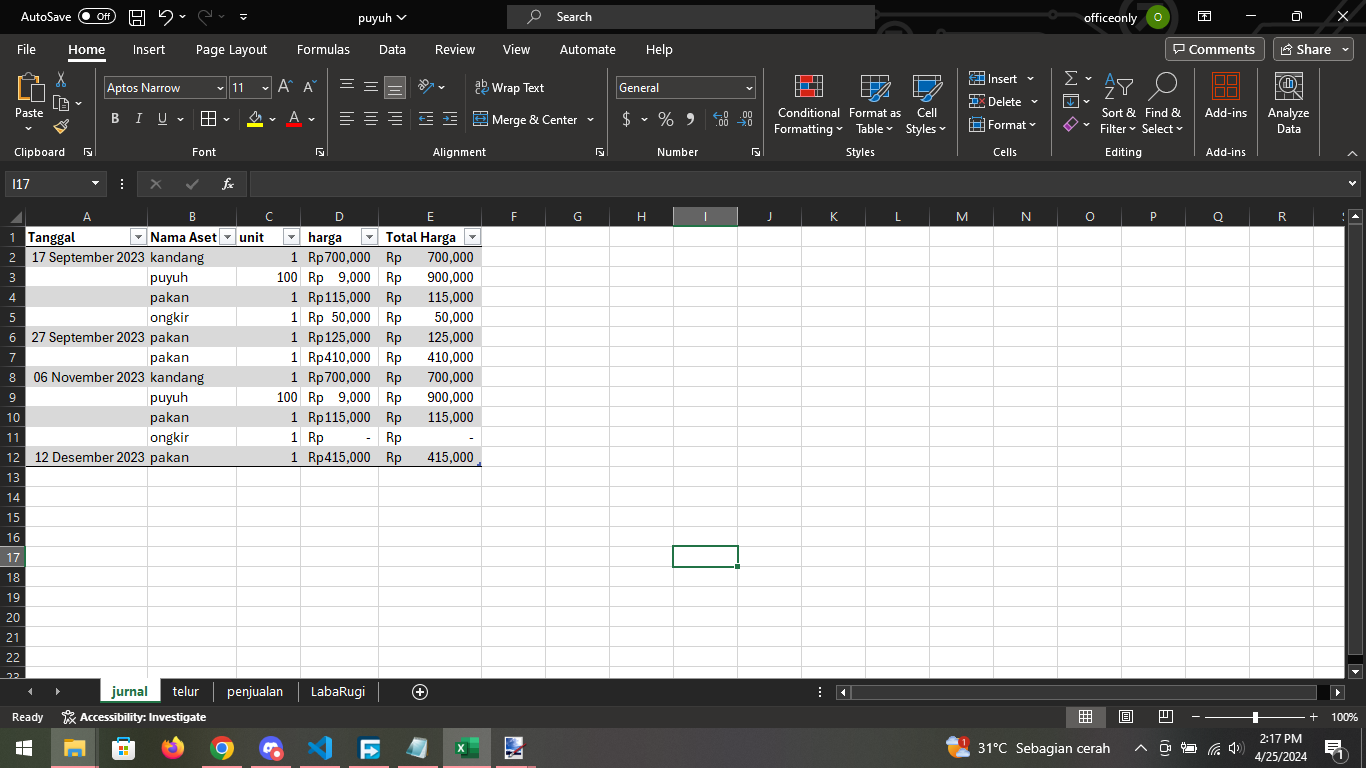 AutoSave Off puyuh Search officeonly O
File Home Insert Page Layout Formulas Data Review View Automate Help Comments Share
Paste Aptos Narrow 11 Wrap Text General Conditional Formatting Format as Table Cell Styles Insert Sort & Filter Find & Select Add-ins Analyze Data
B I U Merge & Center $ % Delete
Format
Clipboard Font Alignment Number Styles Cells Editing Add-ins
I17 fx
A B C D E F G H I J K L M N O P Q R
1 Tanggal Nama Aset unit harga Total Harga
2 17 September 2023 kandang 1 Rp700,000 Rp 700,000
3 puyuh 100 Rp 9,000 Rp 900,000
4 pakan 1 Rp115,000 Rp 115,000
5 ongkir 1 Rp 50,000 Rp 50,000
6 27 September 2023 pakan 1 Rp125,000 Rp 125,000
7 pakan 1 Rp410,000 Rp 410,000
8 06 November 2023 kandang 1 Rp700,000 Rp 700,000
9 puyuh 100 Rp 9,000 Rp 900,000
10 pakan 1 Rp115,000 Rp 115,000
11 ongkir 1 Rp - Rp -
12 12 Desember 2023 pakan 1 Rp415,000 Rp 415,000
13
14
15
16
17
18
19
20
21
22
23
jurnal telur penjualan LabaRugi
Ready Accessibility: Investigate 100%
31°C Sebagian cerah 2:17 PM
4/25/2024